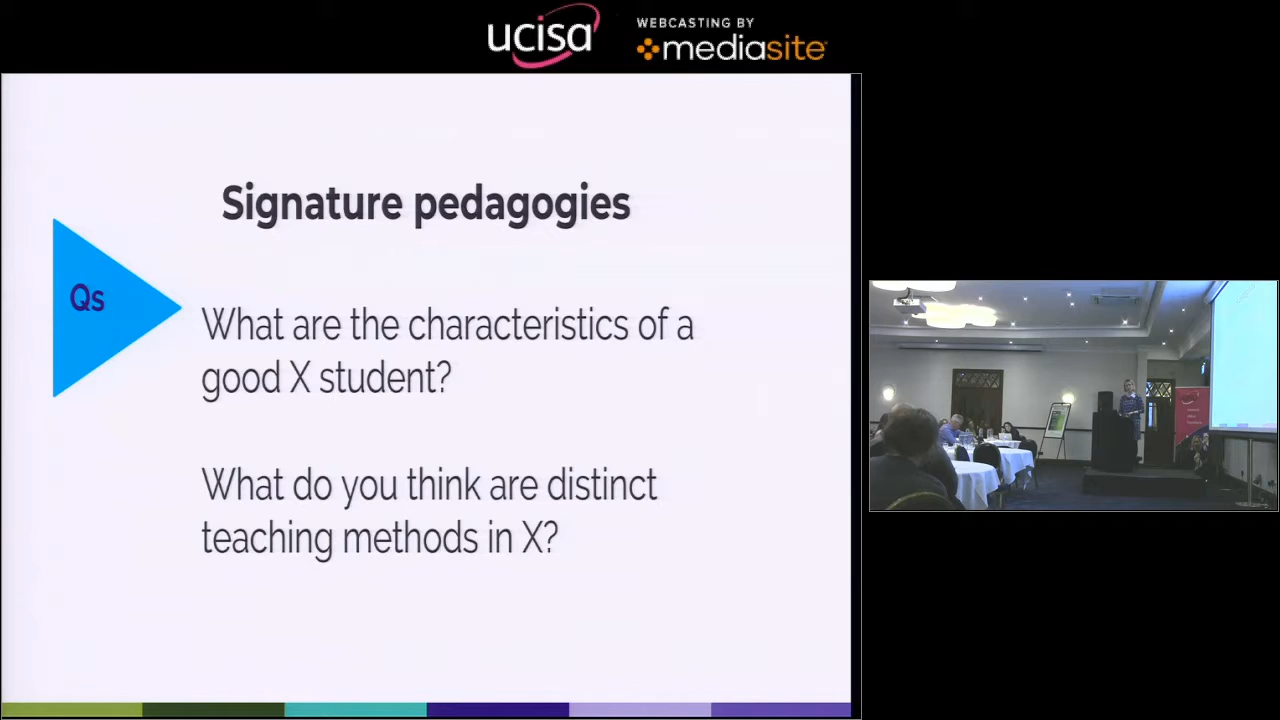 ucisa
WEBCASTING BY
mediasite
Signature pedagogies
Qs
What are the characteristics of a
good X student?
What do you think are distinct
teaching methods in X?